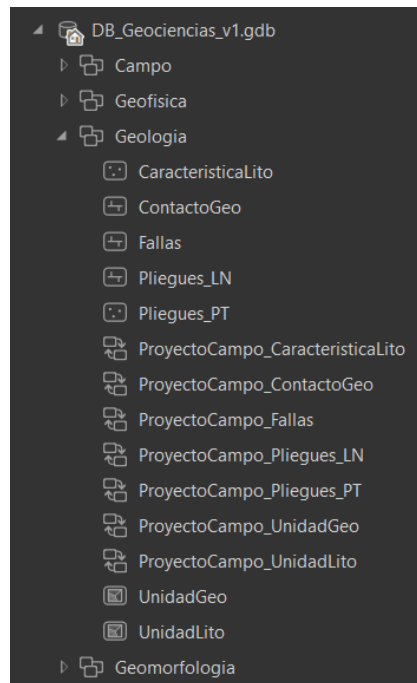 DB_Geociencias_v1.gdb
Campo
Geofisica
Geologia
CaracteristicaLito
ContactoGeo
Fallas
Pliegues_LN
Pliegues_PT
ProyectoCampo_CaracteristicaLito
ProyectoCampo_ContactoGeo
ProyectoCampo_Fallas
ProyectoCampo_Pliegues_LN
ProyectoCampo_Pliegues_PT
ProyectoCampo_UnidadGeo
ProyectoCampo_UnidadLito
UnidadGeo
UnidadLito
Geomorfologia